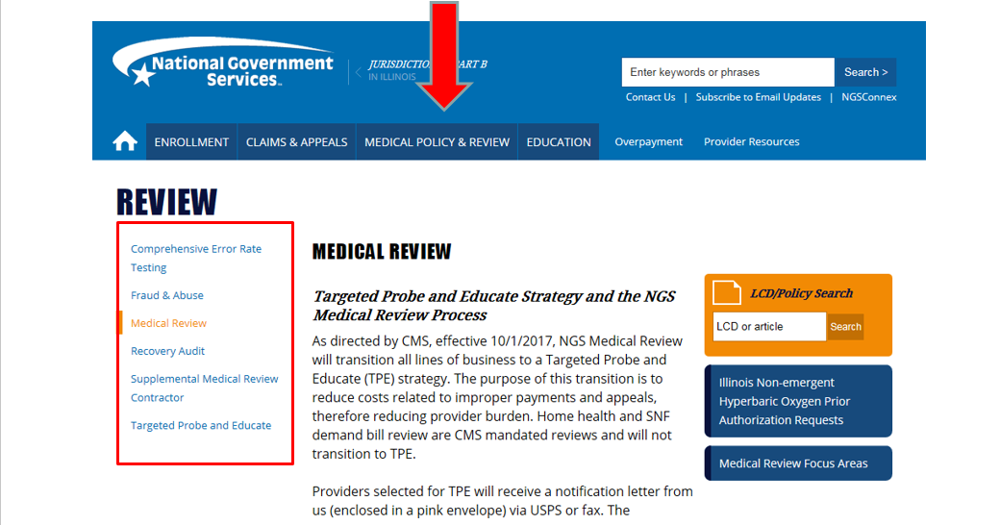 National Government
Services
JURISDICTION ART B
IN ILLINOIS
Enter keywords or phrases Search >
Contact Us | Subscribe to Email Updates | NGSConnex
ENROLLMENT CLAIMS & APPEALS MEDICAL POLICY & REVIEW EDUCATION Overpayment Provider Resources
REVIEW
Comprehensive Error Rate
Testing
Fraud & Abuse
Medical Review
Recovery Audit
Supplemental Medical Review
Contractor
Targeted Probe and Educate
MEDICAL REVIEW
Targeted Probe and Educate Strategy and the NGS
Medical Review Process
As directed by CMS, effective 10/1/2017, NGS Medical Review
will transition all lines of business to a Targeted Probe and
Educate (TPE) strategy. The purpose of this transition is to
reduce costs related to improper payments and appeals,
therefore reducing provider burden. Home health and SNF
demand bill review are CMS mandated reviews and will not
transition to TPE.
Providers selected for TPE will receive a notification letter from
us (enclosed in a pink envelope) via USPS or fax. The
LCD/Policy Search
LCD or article Search
Illinois Non-emergent
Hyperbaric Oxygen Prior
Authorization Requests
Medical Review Focus Areas